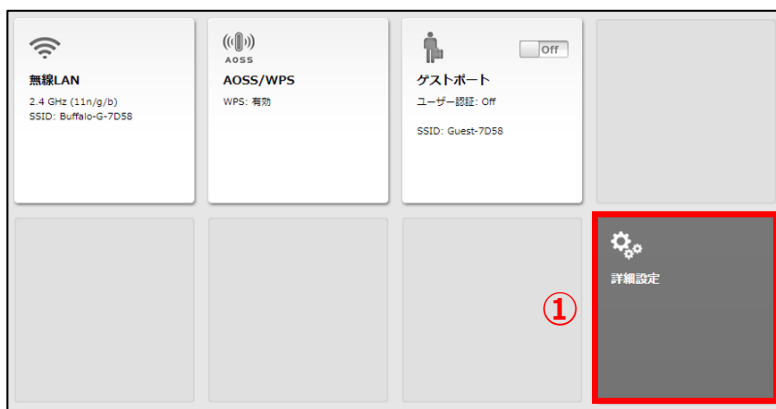 無線LAN
2.4 GHz (11n/g/b)
SSID: Buffalo-G-7D58
AOSS
AOSS/WPS
WPS: 有効
Off
ゲストポート
ユーザー認証: Off
SSID: Guest-7D58
詳細設定
①